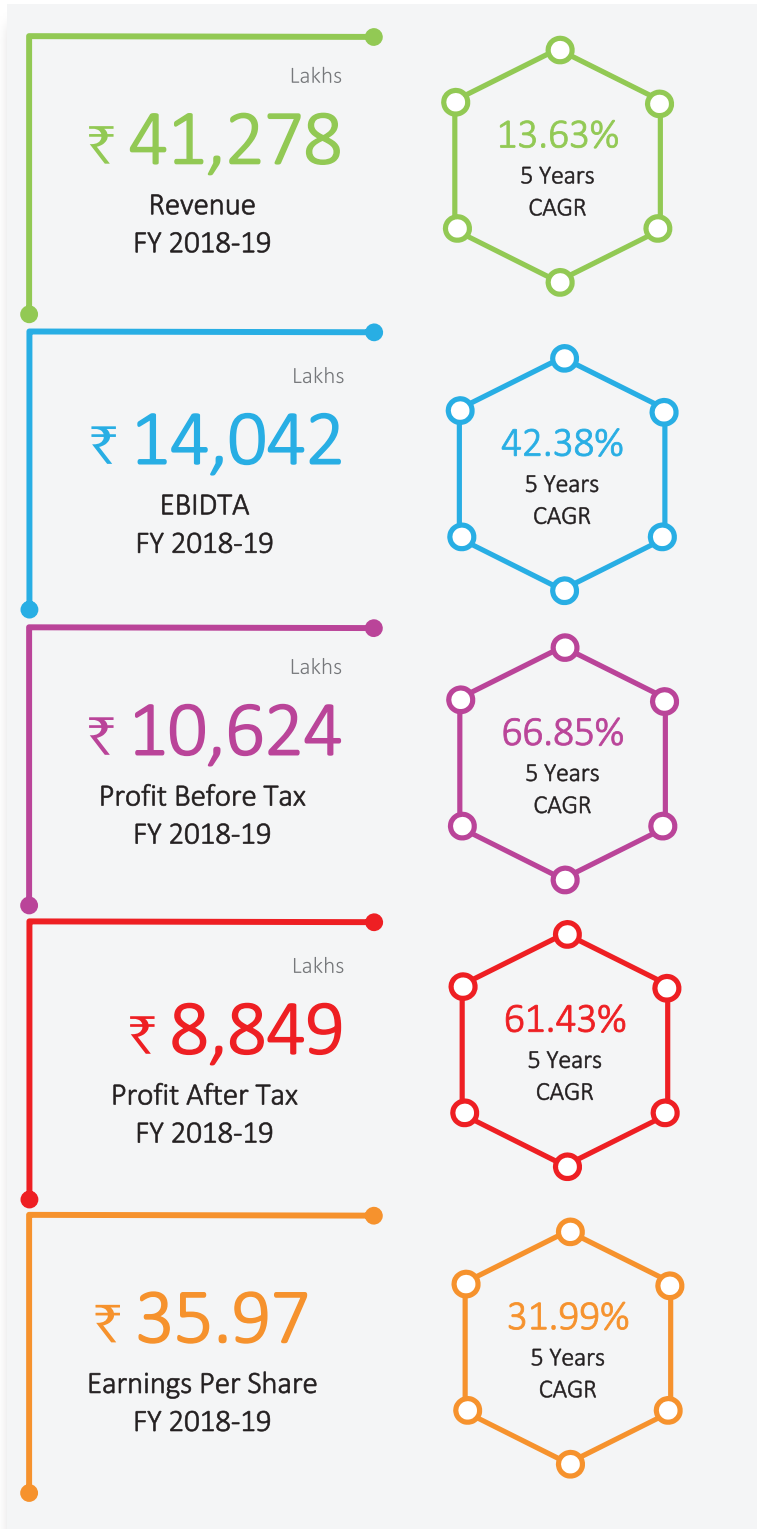 Lakhs
₹ 41,278
Revenue
FY 2018-19
13.63%
5 Years
CAGR
Lakhs
₹ 14,042
EBIDTA
FY 2018-19
42.38%
5 Years
CAGR
Lakhs
₹ 10,624
Profit Before Tax
FY 2018-19
66.85%
5 Years
CAGR
Lakhs
₹ 8,849
Profit After Tax
FY 2018-19
61.43%
5 Years
CAGR
₹ 35.97
Earnings Per Share
FY 2018-19
31.99%
5 Years
CAGR